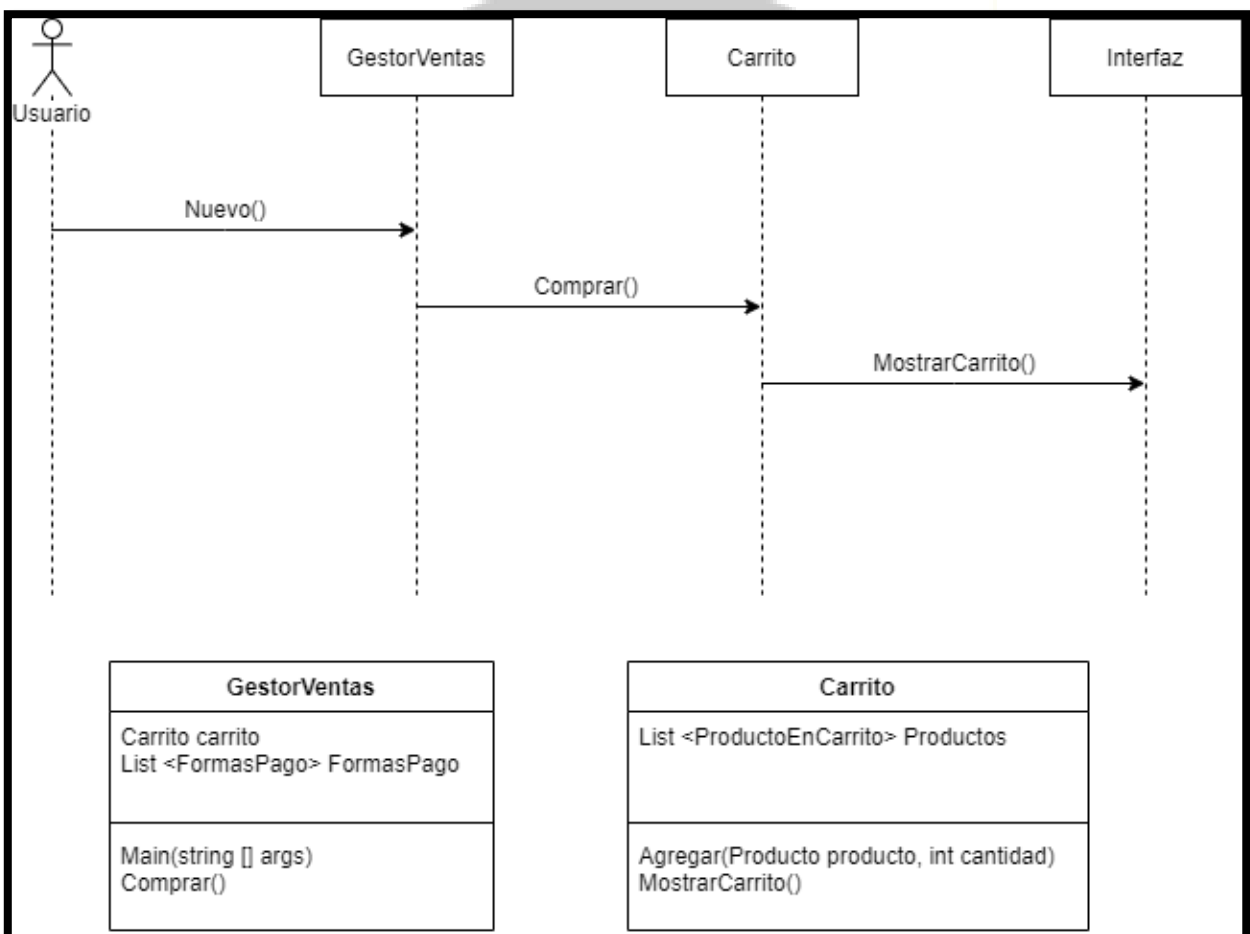 GestorVentas
Carrito
Interfaz
Usuario
Nuevo()
Comprar()
MostrarCarrito()
GestorVentas
Carrito carrito
List <FormasPago> FormasPago
Main(string [] args)
Comprar()
Carrito
List <ProductoEnCarrito> Productos
Agregar(Producto producto, int cantidad)
MostrarCarrito()